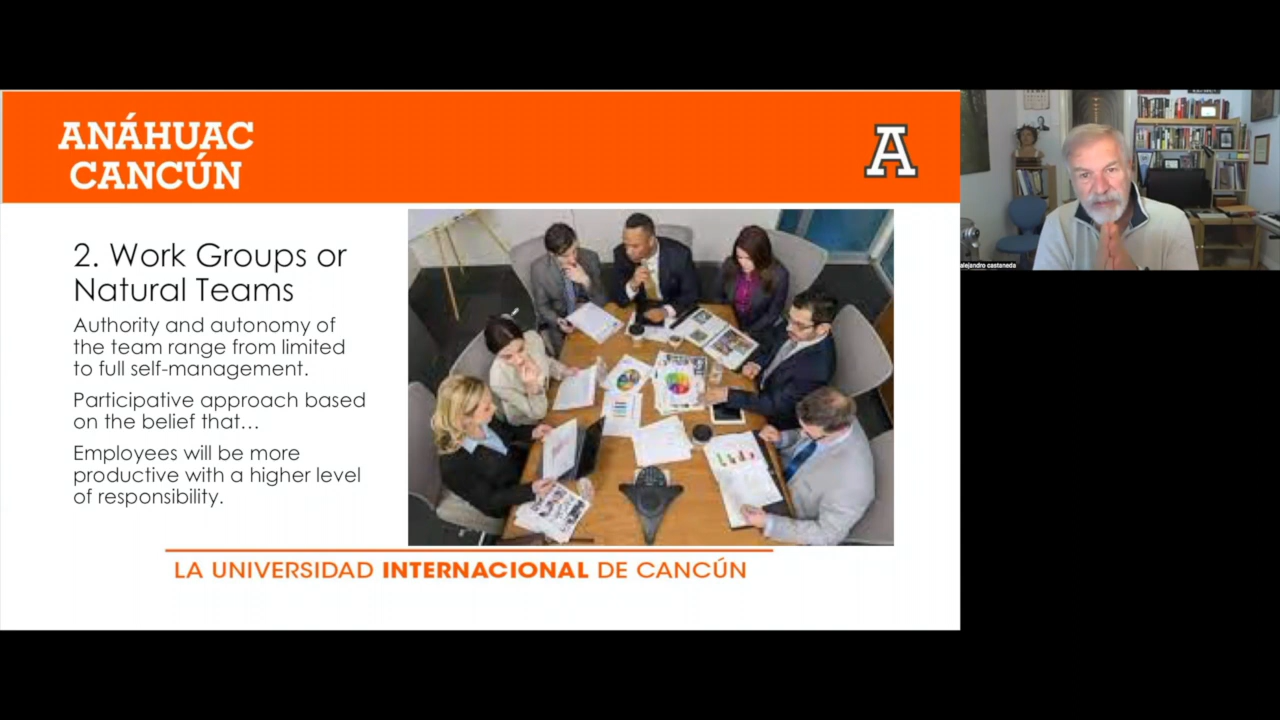 ANÁHUAC
CANCÚN
A
2. Work Groups or
Natural Teams
Authority and autonomy of
the team range from limited
to full self-management.
Participative approach based
on the belief that…
Employees will be more
productive with a higher level
of responsibility.
LA UNIVERSIDAD INTERNACIONAL DE CANCÚN
alejandro castaneda